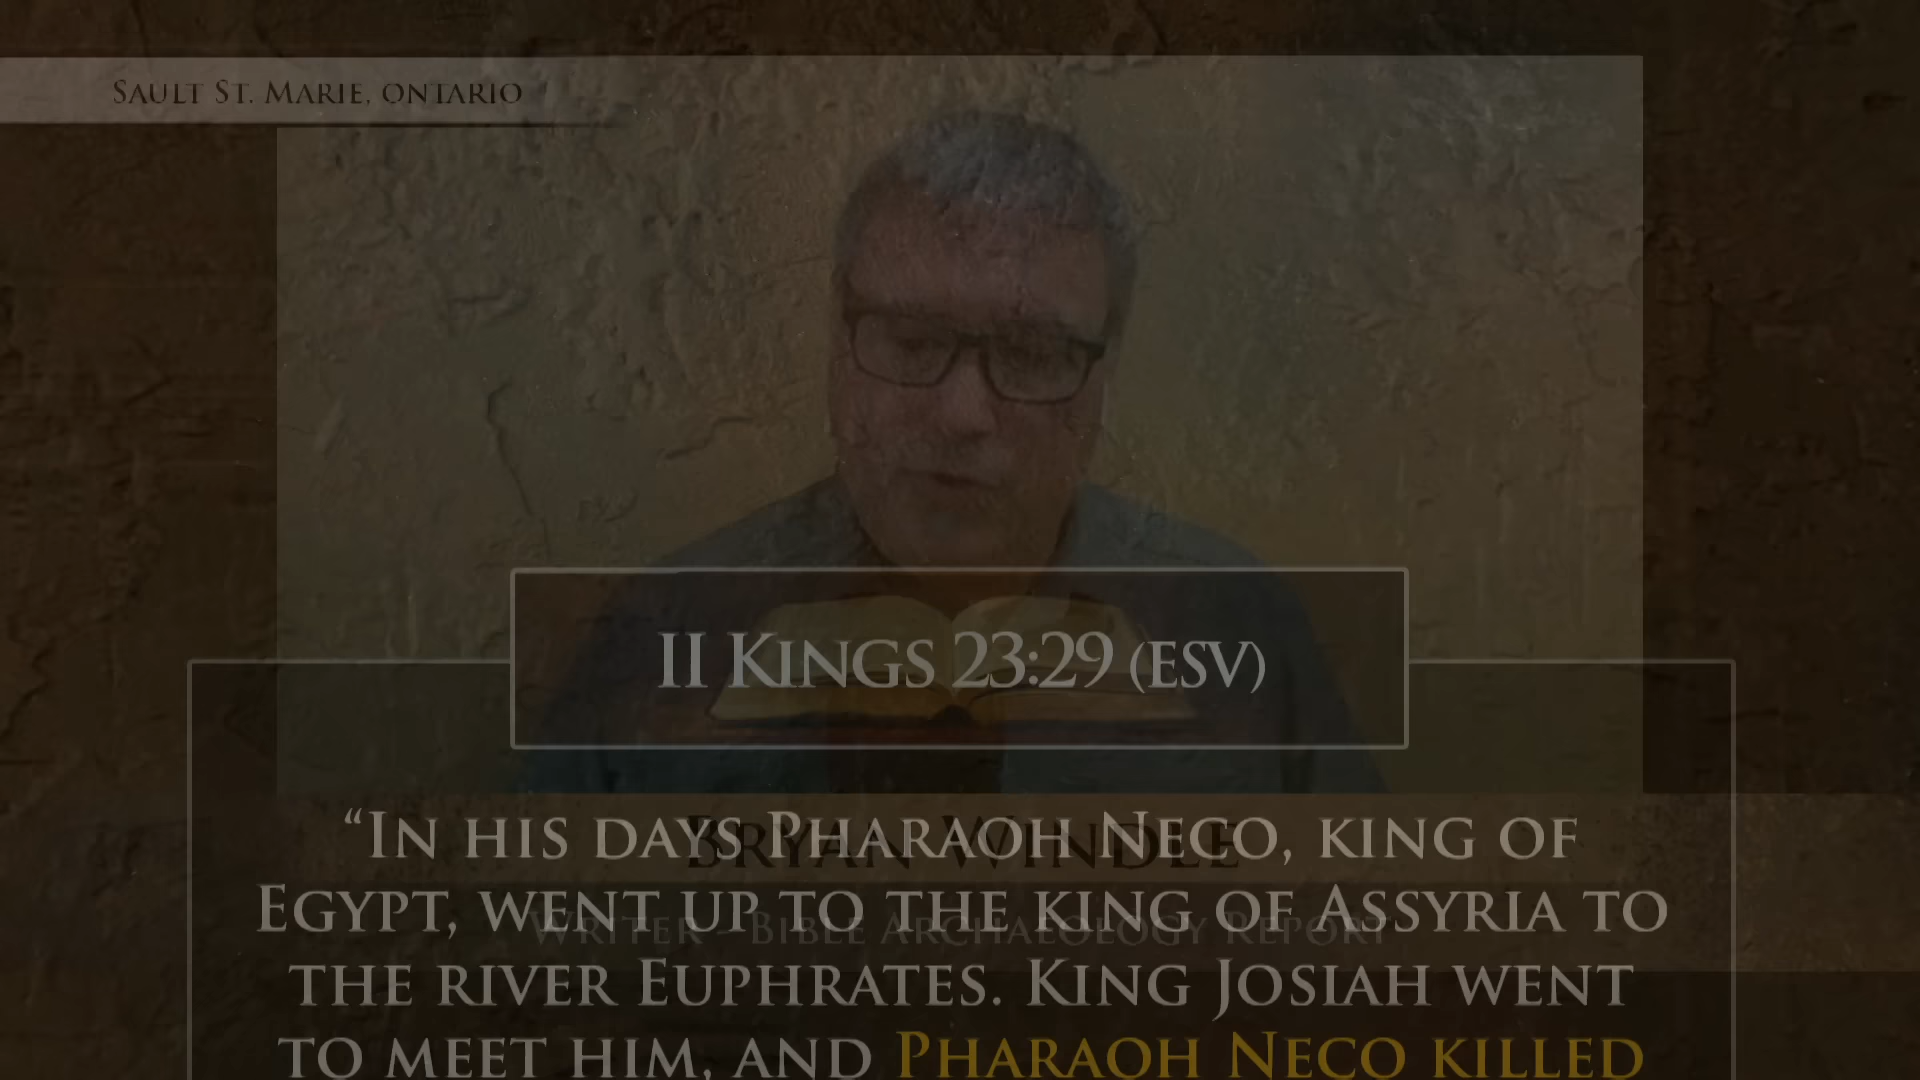 Sault St. Marie, Ontario
II Kings 23:29 (ESV)
“In his days Pharaoh Neco, king of
Bryan Windle
Egypt, went up to the king of Assyria to
Writer - Bible Archaeology Report
the river Euphrates. King Josiah went
to meet him, and Pharaoh Neco killed